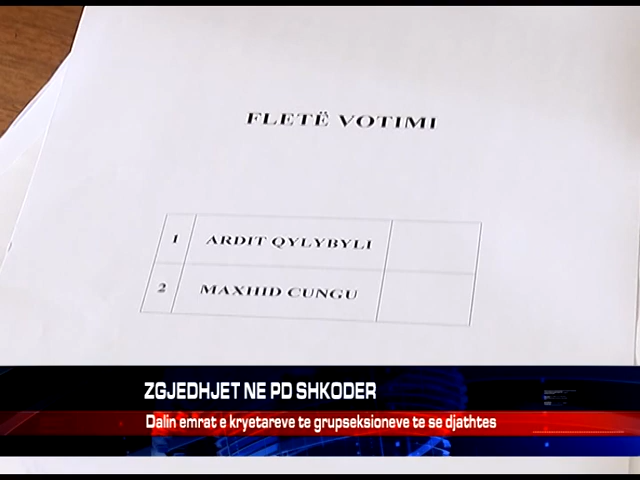 FLETË VOTIMI
1 ARDIT QYLYBYLI
2 MAXHID CUNGU
ZGJEDHJET NE PD SHKODER
Dalin emrat e kryetareve te grupseksioneve te se djathtes